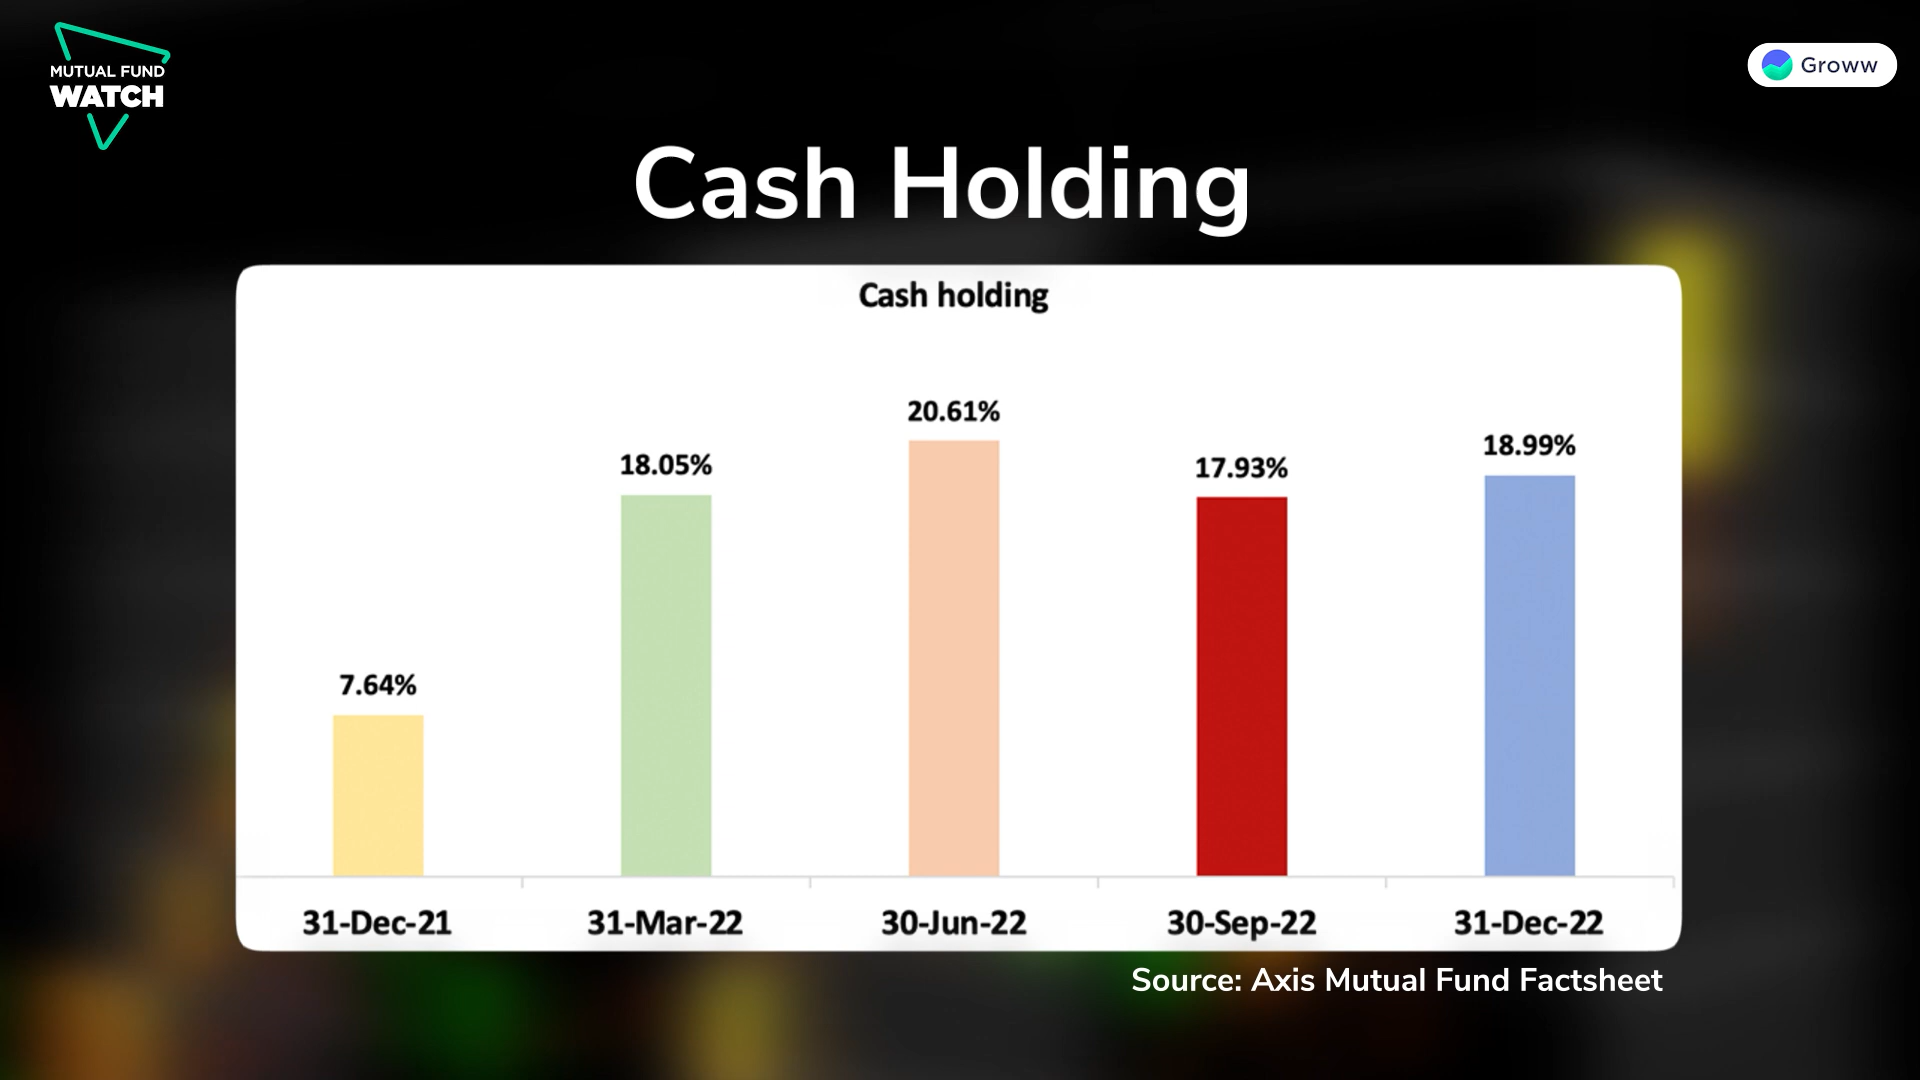 MUTUAL FUND
WATCH
Groww
Cash Holding
Cash holding
7.64%
18.05%
20.61%
17.93%
18.99%
31-Dec-21
31-Mar-22
30-Jun-22
30-Sep-22
31-Dec-22
Source: Axis Mutual Fund Factsheet